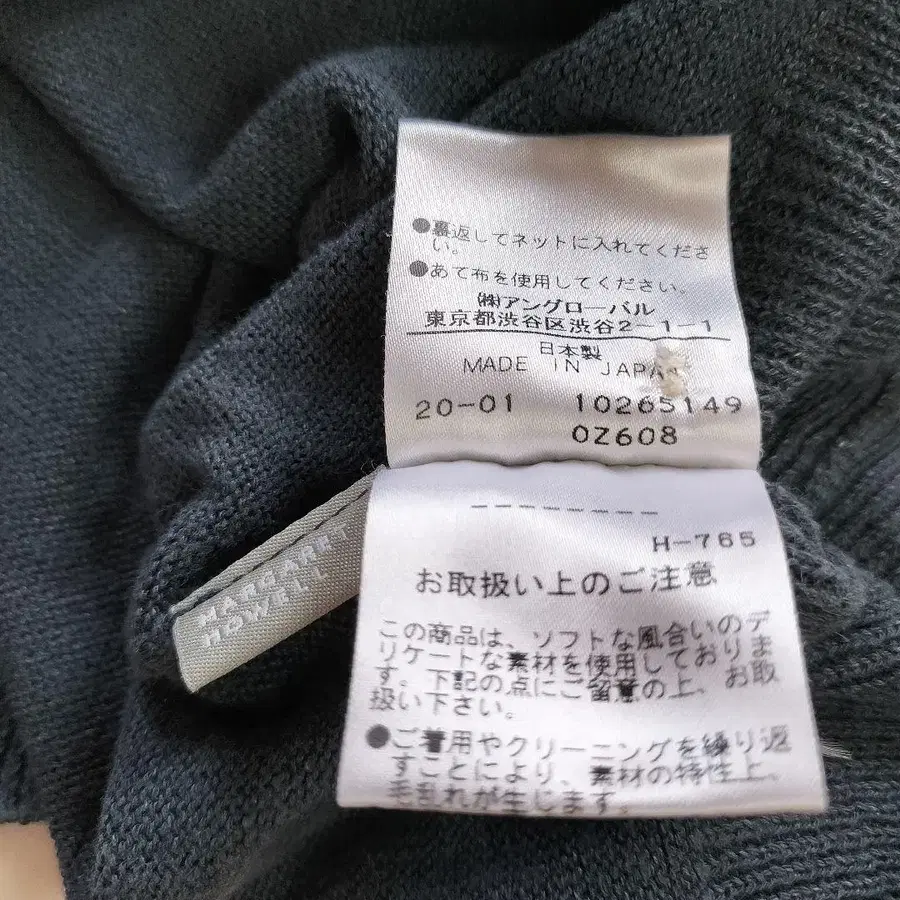 ●裏返してネットに入れてくださ
い。
●あて布を使用してください。
㈱アングローバル
東京都渋谷区渋谷2-1-1
日本製
MADE IN JAPAN
20-01 10265149
0Z608
---------
H-765
お取扱い上のご注意
この商品は、ソフトな風合いのデ
リケートな素材を使用しておりま
す。下記の点にご留意の上、お取
扱い下さい。
●ご着用やクリーニングを繰り返
すことにより、素材の特性上、
毛乱れが生じます。
MARGARET
HOWELL